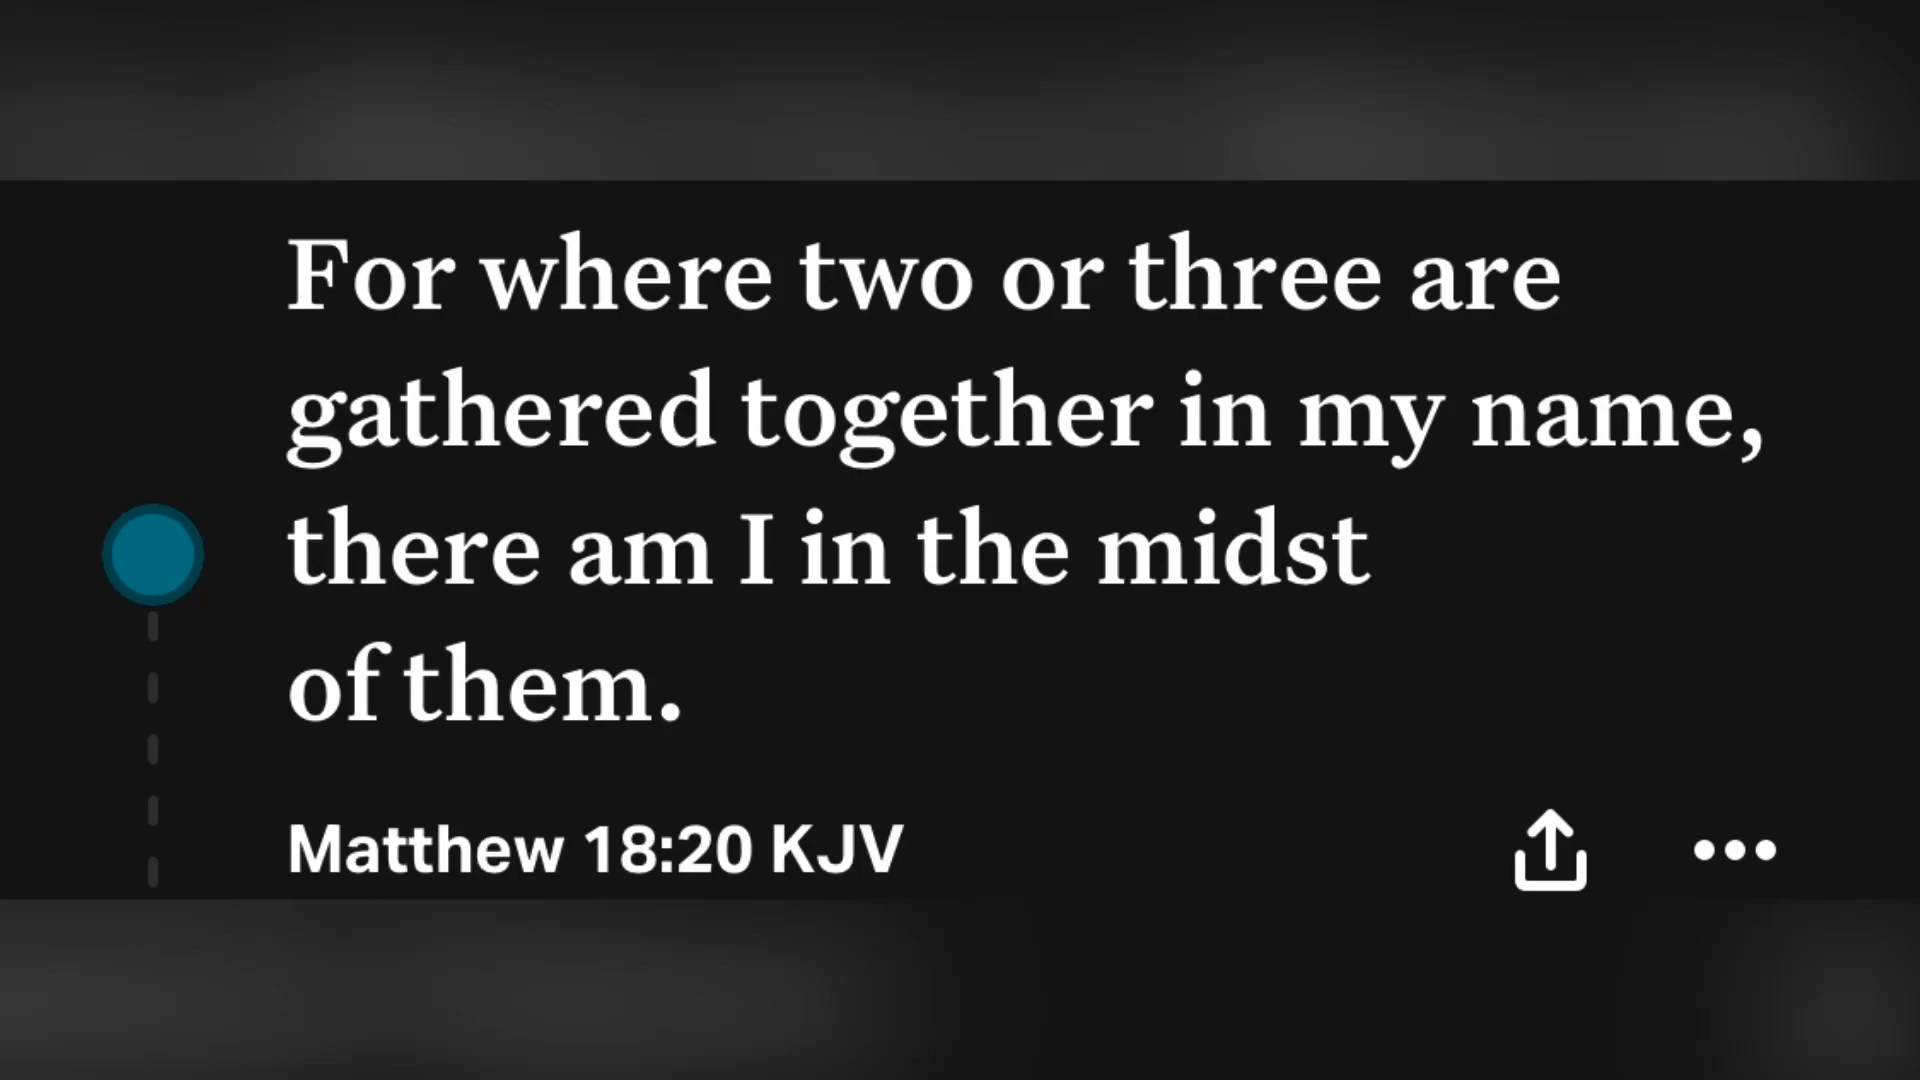 For where two or three are
gathered together in my name,
there am I in the midst
of them.
Matthew 18:20 KJV